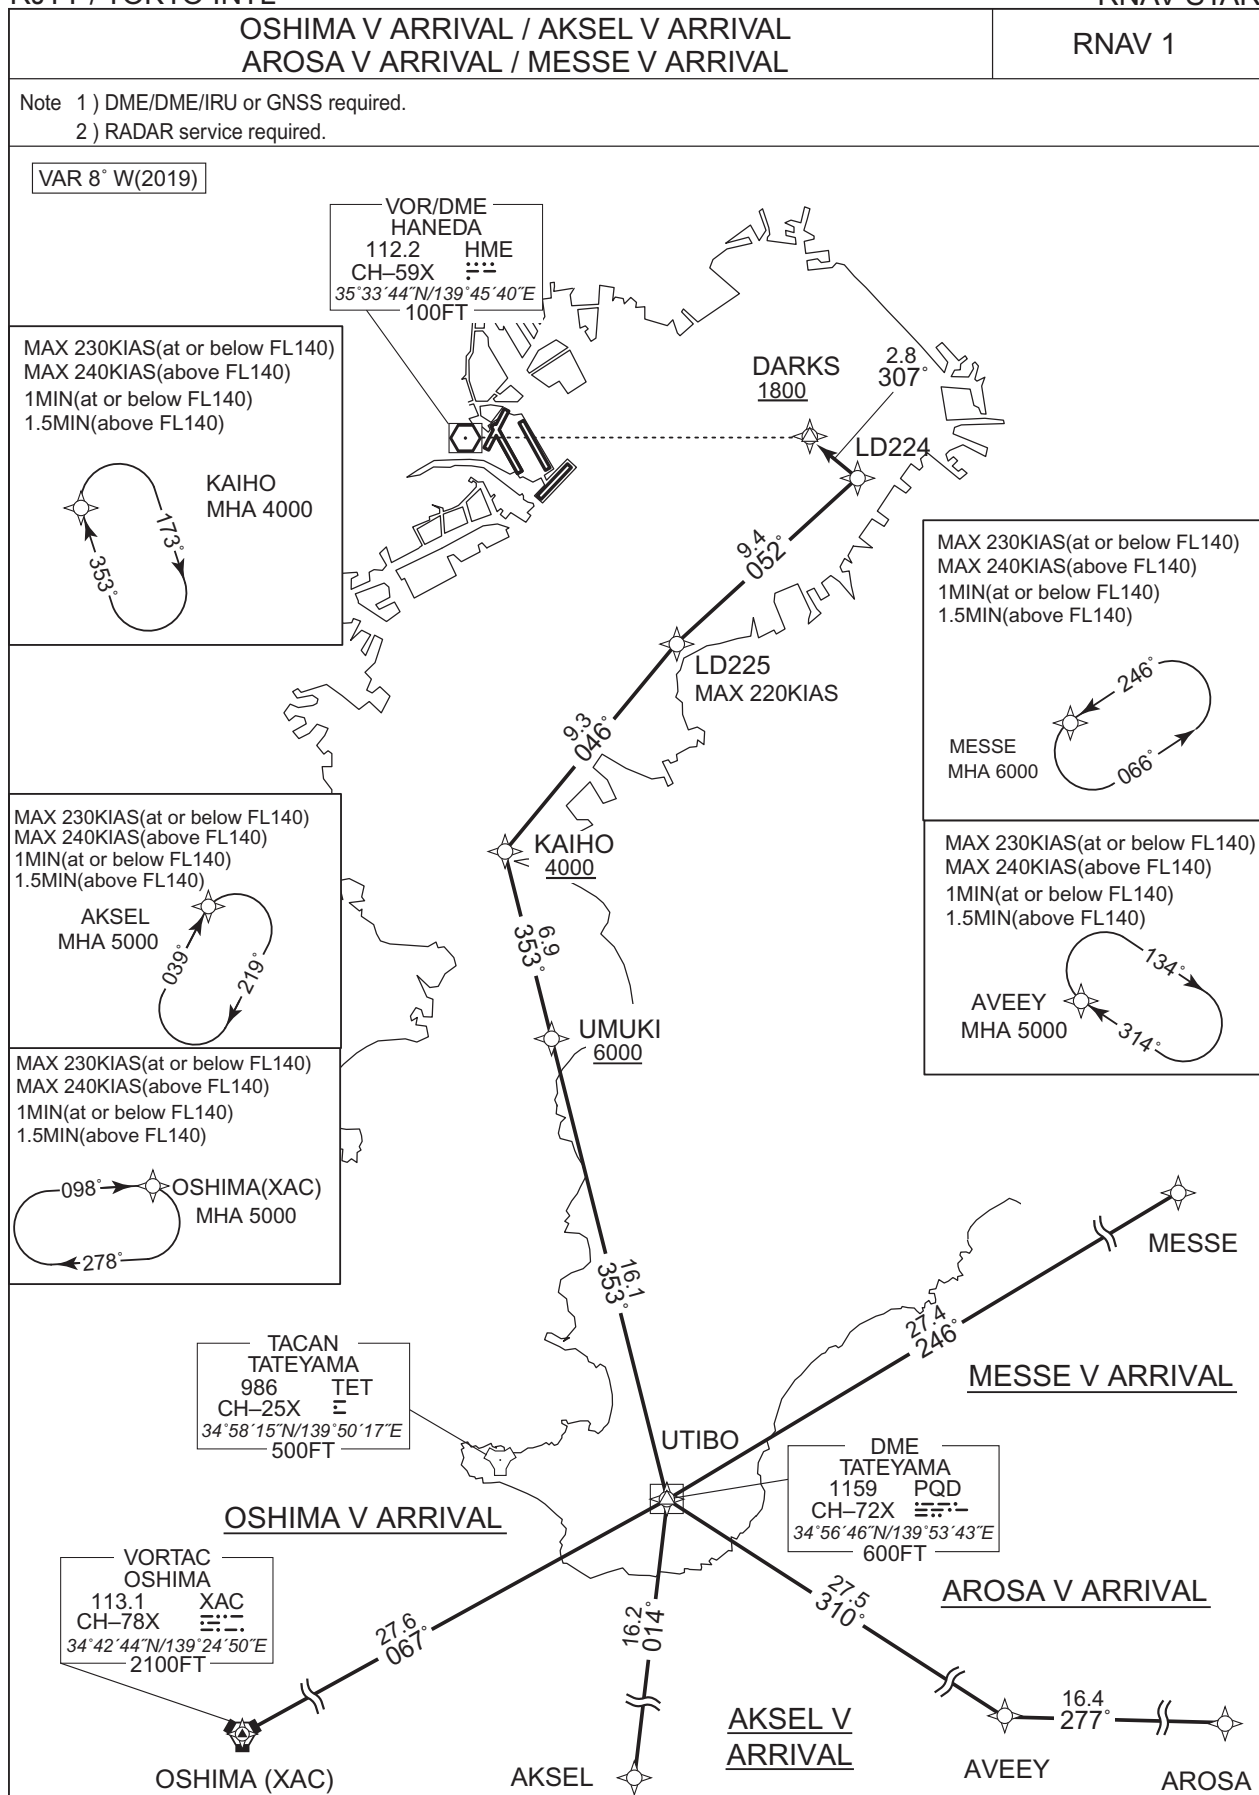 RJTT / TOKYO INTL
RNAV STAR
OSHIMA V ARRIVAL / AKSEL V ARRIVAL
AROSA V ARRIVAL / MESSE V ARRIVAL
RNAV 1
Note 1 ) DME/DME/IRU or GNSS required.
2 ) RADAR service required.
VAR 8˚ W(2019)
VOR/DME
HANEDA
112.2 HME
CH–59X
35˚33´44˝N/139˚45´40˝E
100FT
MAX 230KIAS(at or below FL140)
MAX 240KIAS(above FL140)
1MIN(at or below FL140)
1.5MIN(above FL140)
KAIHO
MHA 4000
173˚
353˚
DARKS
1800
2.8
307˚
LD224
9.4
052˚
LD225
MAX 220KIAS
9.3
046˚
MAX 230KIAS(at or below FL140)
MAX 240KIAS(above FL140)
1MIN(at or below FL140)
1.5MIN(above FL140)
246˚
MESSE
MHA 6000
066˚
MAX 230KIAS(at or below FL140)
MAX 240KIAS(above FL140)
1MIN(at or below FL140)
1.5MIN(above FL140)
AKSEL
MHA 5000
039˚
219˚
KAIHO
4000
6.9
353˚
UMUKI
6000
MAX 230KIAS(at or below FL140)
MAX 240KIAS(above FL140)
1MIN(at or below FL140)
1.5MIN(above FL140)
134˚
AVEEY
MHA 5000
314˚
MAX 230KIAS(at or below FL140)
MAX 240KIAS(above FL140)
1MIN(at or below FL140)
1.5MIN(above FL140)
098˚
OSHIMA(XAC)
MHA 5000
278˚
16.1
353˚
MESSE
27.4
246˚
MESSE V ARRIVAL
TACAN
TATEYAMA
986 TET
CH–25X
34˚58´15˝N/139˚50´17˝E
500FT
UTIBO
DME
TATEYAMA
1159 PQD
CH–72X
34˚56´46˝N/139˚53´43˝E
600FT
OSHIMA V ARRIVAL
VORTAC
OSHIMA
113.1 XAC
CH–78X
34˚42´44˝N/139˚24´50˝E
2100FT
27.6
067˚
16.2
014˚
27.5
310˚
AROSA V ARRIVAL
16.4
277˚
AKSEL V
ARRIVAL
OSHIMA (XAC)
AKSEL
AVEEY
AROSA